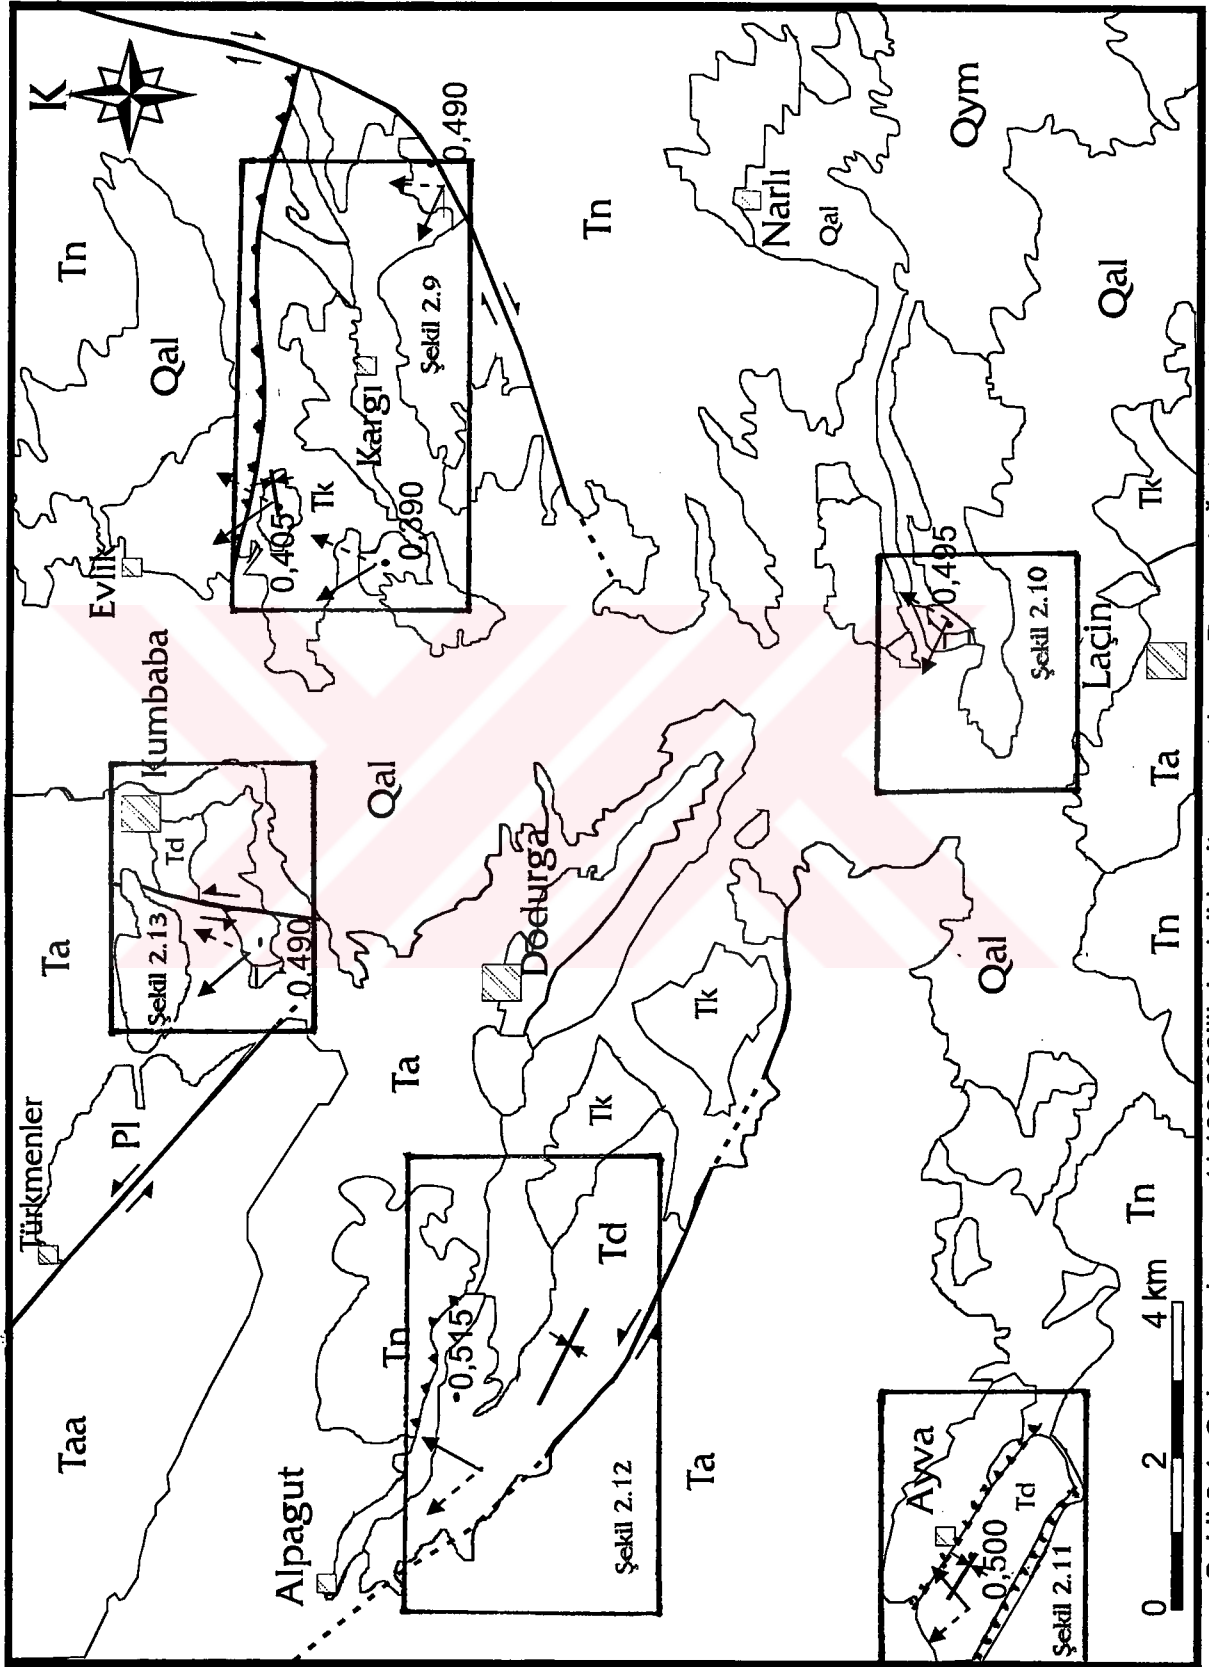 K
Tn
Qal
Evlik
Kumbaba
Td
Ta
Şekil 2.13
0,490
Türkmenler
Pl
Taa
0,490
Şekil 2.9
Kargı
Tk
0,405
0,390
Tn
Tn
Qal
Dodurga
Ta
Tk
Tk
Tn
0,515
Td
Alpagut
Şekil 2.12
Ta
Narlı
Qal
Qym
Qal
Tk
0,495
Şekil 2.10
Laçin
Ta
Tn
Qal
Tn
Ayva
Td
0,500
Şekil 2.11
0 2 4 km